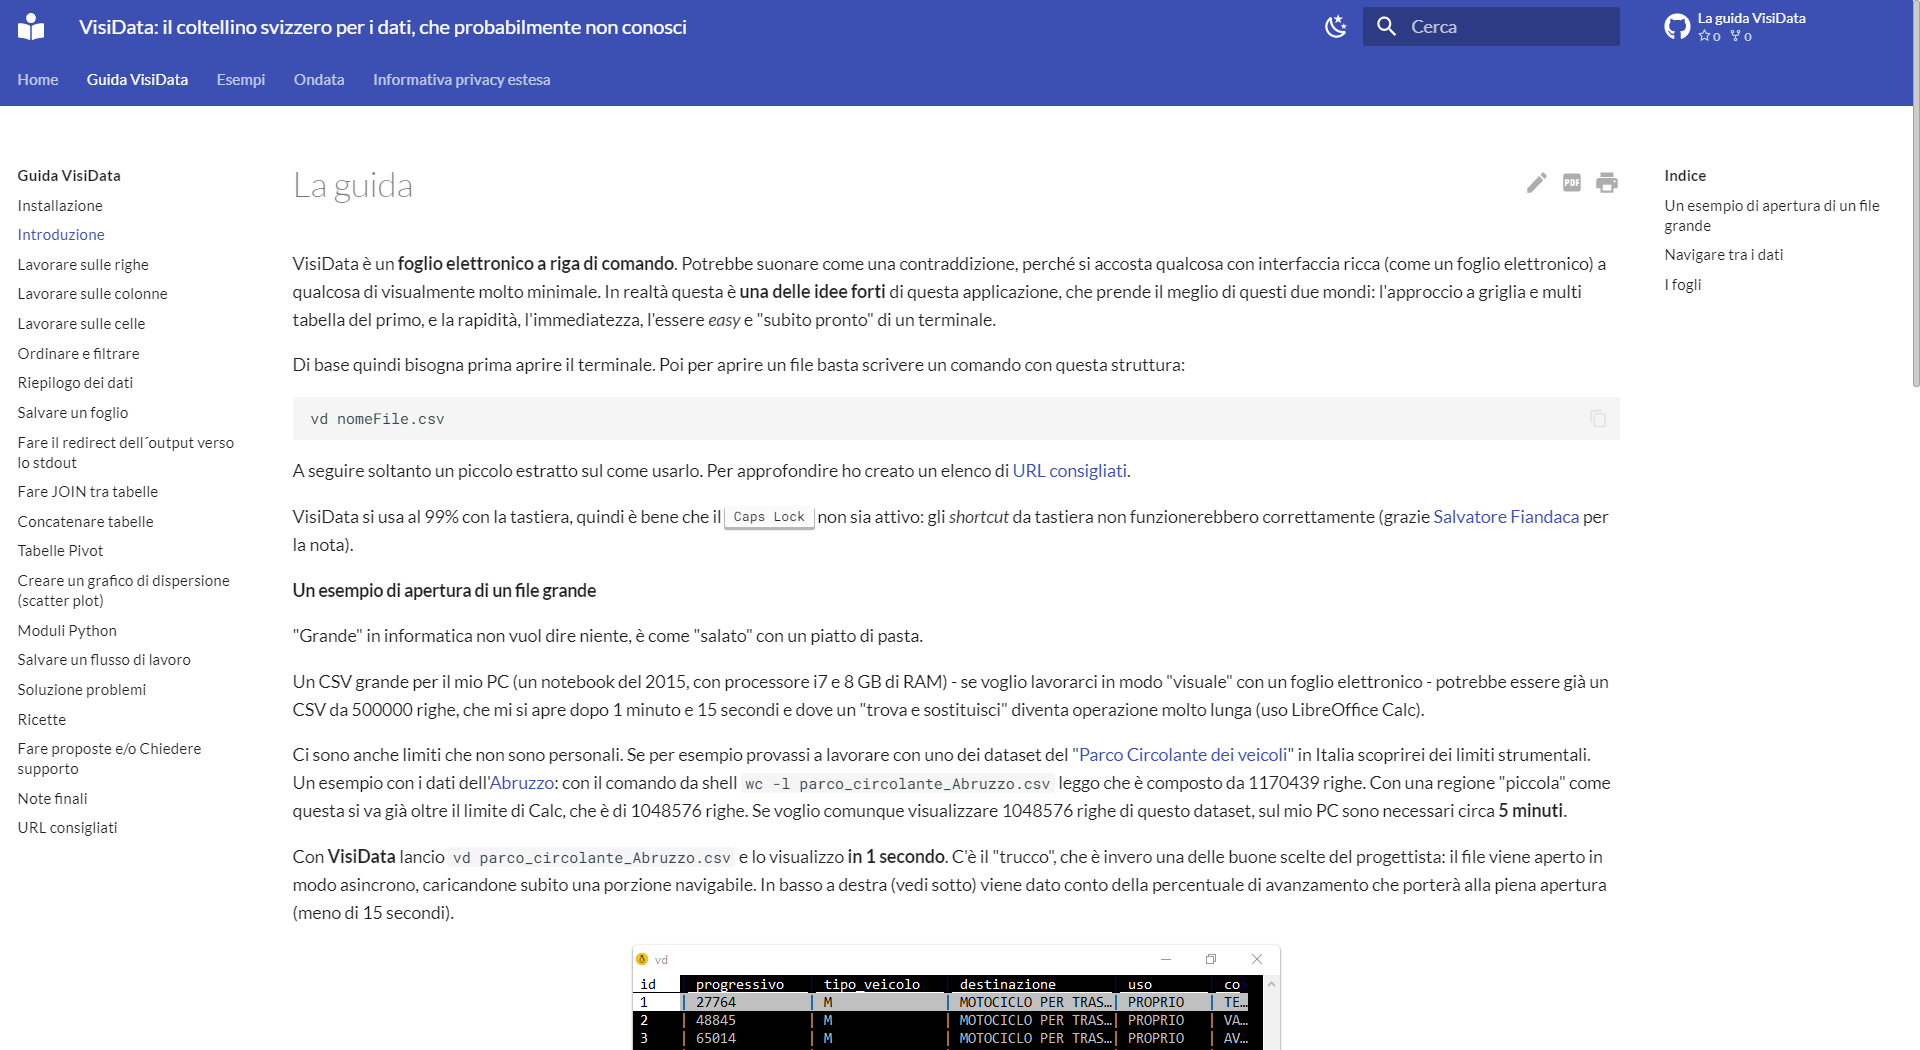 VisiData: il coltellino svizzero per i dati, che probabilmente non conosci
Cerca
La guida VisiData
0 0
Home Guida VisiData Esempi Ondata Informativa privacy estesa
Guida VisiData
Installazione
Introduzione
Lavorare sulle righe
Lavorare sulle colonne
Lavorare sulle celle
Ordinare e filtrare
Riepilogo dei dati
Salvare un foglio
Fare il redirect dell´output verso
lo stdout
Fare JOIN tra tabelle
Concatenare tabelle
Tabelle Pivot
Creare un grafico di dispersione
(scatter plot)
Moduli Python
Salvare un flusso di lavoro
Soluzione problemi
Ricette
Fare proposte e/o Chiedere
supporto
Note finali
URL consigliati
La guida
PDF
VisiData è un foglio elettronico a riga di comando. Potrebbe suonare come una contraddizione, perché si accosta qualcosa con interfaccia ricca (come un foglio elettronico) a
qualcosa di visualmente molto minimale. In realtà questa è una delle idee forti di questa applicazione, che prende il meglio di questi due mondi: l'approccio a griglia e multi
tabella del primo, e la rapidità, l'immediatezza, l'essere easy e "subito pronto" di un terminale.
Di base quindi bisogna prima aprire il terminale. Poi per aprire un file basta scrivere un comando con questa struttura:
vd nomeFile.csv
A seguire soltanto un piccolo estratto sul come usarlo. Per approfondire ho creato un elenco di URL consigliati.
VisiData si usa al 99% con la tastiera, quindi è bene che il Caps Lock non sia attivo: gli shortcut da tastiera non funzionerebbero correttamente (grazie Salvatore Fiandaca per
la nota).
Un esempio di apertura di un file grande
"Grande" in informatica non vuol dire niente, è come "salato" con un piatto di pasta.
Un CSV grande per il mio PC (un notebook del 2015, con processore i7 e 8 GB di RAM) - se voglio lavorarci in modo "visuale" con un foglio elettronico - potrebbe essere già un
CSV da 500000 righe, che mi si apre dopo 1 minuto e 15 secondi e dove un "trova e sostituisci" diventa operazione molto lunga (uso LibreOffice Calc).
Ci sono anche limiti che non sono personali. Se per esempio provassi a lavorare con uno dei dataset del "Parco Circolante dei veicoli" in Italia scoprirei dei limiti strumentali.
Un esempio con i dati dell'Abruzzo: con il comando da shell wc -l parco_circolante_Abruzzo.csv leggo che è composto da 1170439 righe. Con una regione "piccola" come
questa si va già oltre il limite di Calc, che è di 1048576 righe. Se voglio comunque visualizzare 1048576 righe di questo dataset, sul mio PC sono necessari circa 5 minuti.
Con VisiData lancio vd parco_circolante_Abruzzo.csv e lo visualizzo in 1 secondo. C'è il "trucco", che è invero una delle buone scelte del progettista: il file viene aperto in
modo asincrono, caricandone subito una porzione navigabile. In basso a destra (vedi sotto) viene dato conto della percentuale di avanzamento che porterà alla piena apertura
(meno di 15 secondi).
vd
id progressivo tipo_veicolo destinazione uso co
1 | 27764 | M | MOTOCICLO PER TRAS…| PROPRIO | TE…
2 | 48845 | M | MOTOCICLO PER TRAS…| PROPRIO | VA…
3 | 65014 | M | MOTOCICLO PER TRAS…| PROPRIO | AV…
Indice
Un esempio di apertura di un file
grande
Navigare tra i dati
I fogli